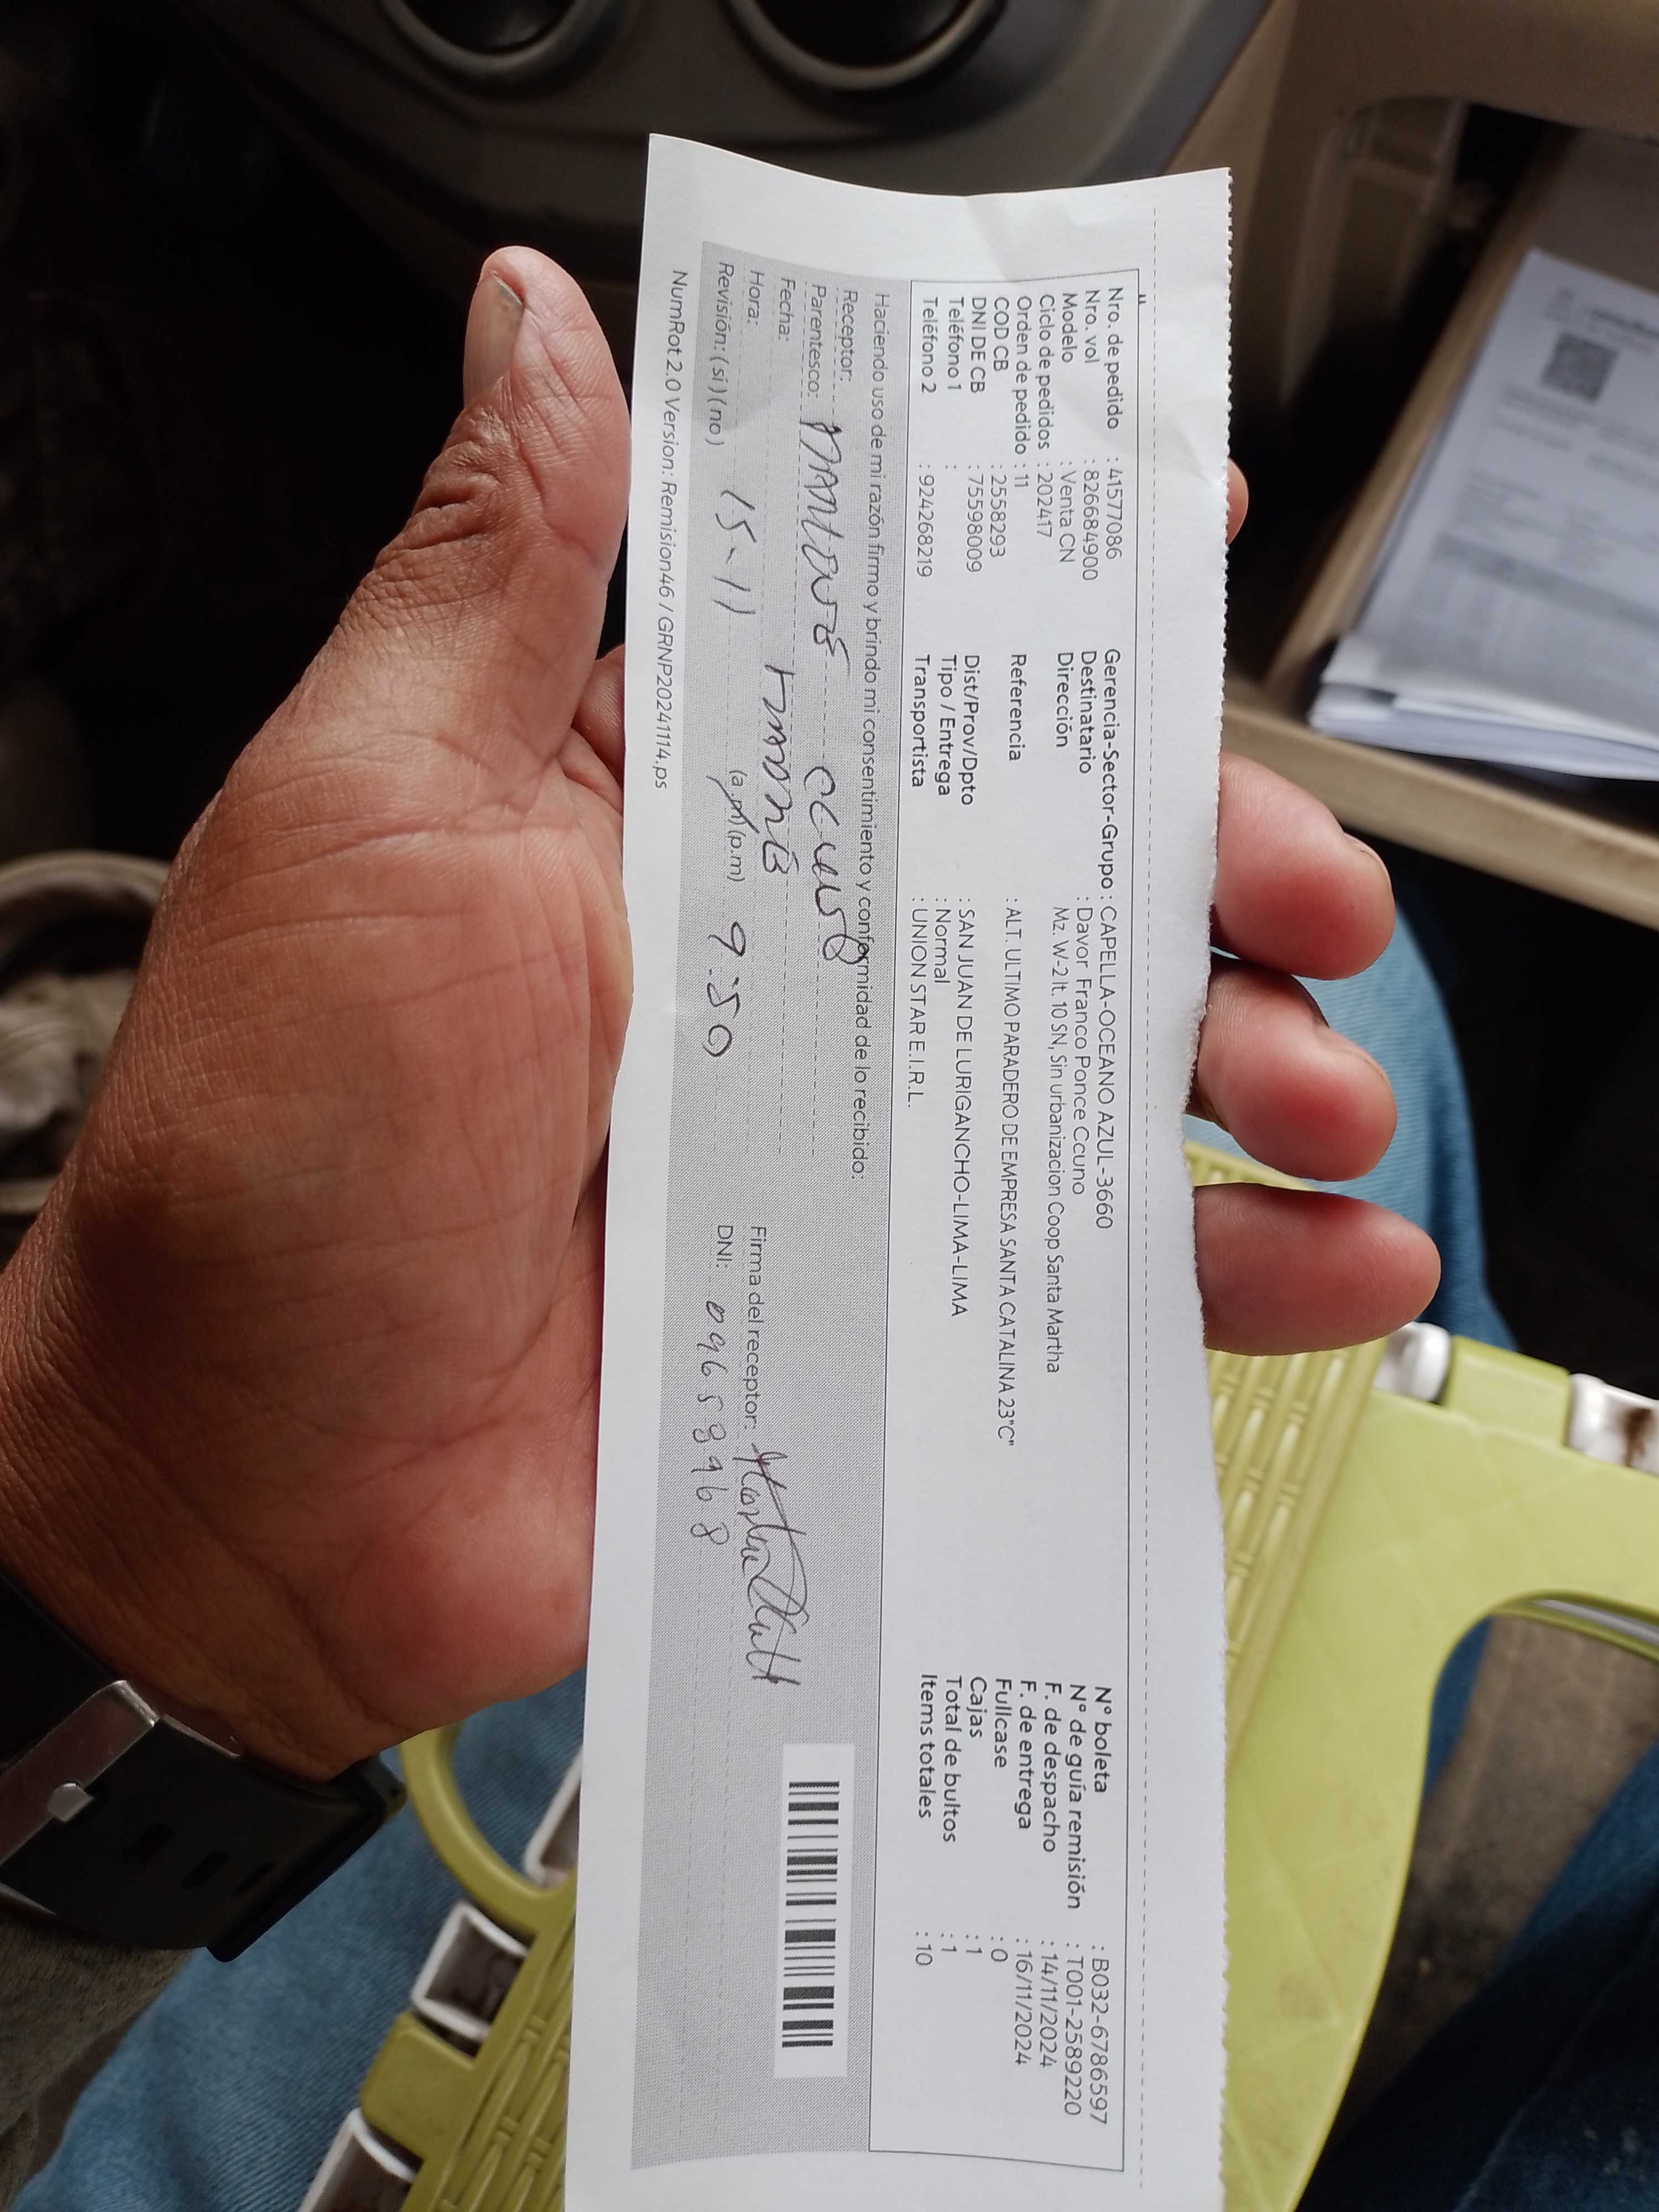 Nro. de pedido : 41577086
Nro. vol : 826684900
Modelo : Venta CN
Ciclo de pedidos : 202417
Orden de pedido : 11
COD CB : 2558293
DNI DE CB : 75598009
Teléfono 1 :
Teléfono 2 : 924268219
Gerencia-Sector-Grupo : CAPELLA-OCEANO AZUL-3660
Destinatario : Davor Franco Ponce Ccuno
Dirección Mz. W-2 lt. 10 SN, Sin urbanizacion Coop Santa Martha
Referencia : ALT. ULTIMO PARADERO DE EMPRESA SANTA CATALINA 23"C"
Dist/Prov/Dpto : SAN JUAN DE LURIGANCHO-LIMA-LIMA
Tipo / Entrega : Normal
Transportista : UNION STAR E.I.R.L.
N° boleta : B032-6786597
N° de guía remisión : T001-2589220
F. de despacho : 14/11/2024
F. de entrega : 16/11/2024
Fullcase : 0
Cajas : 1
Total de bultos : 1
Items totales : 10
Haciendo uso de mi razón firmo y brindo mi consentimiento y conformidad de lo recibido:
Receptor: ccuno
Parentesco:
Fecha:
Hora: 15-11 (a.m) (p.m) 9:50
Revisión: (si) (no)
Firma del receptor:
DNI: 09658968
NumRot 2.0 Version: Remision46 / GRNP20241114.ps